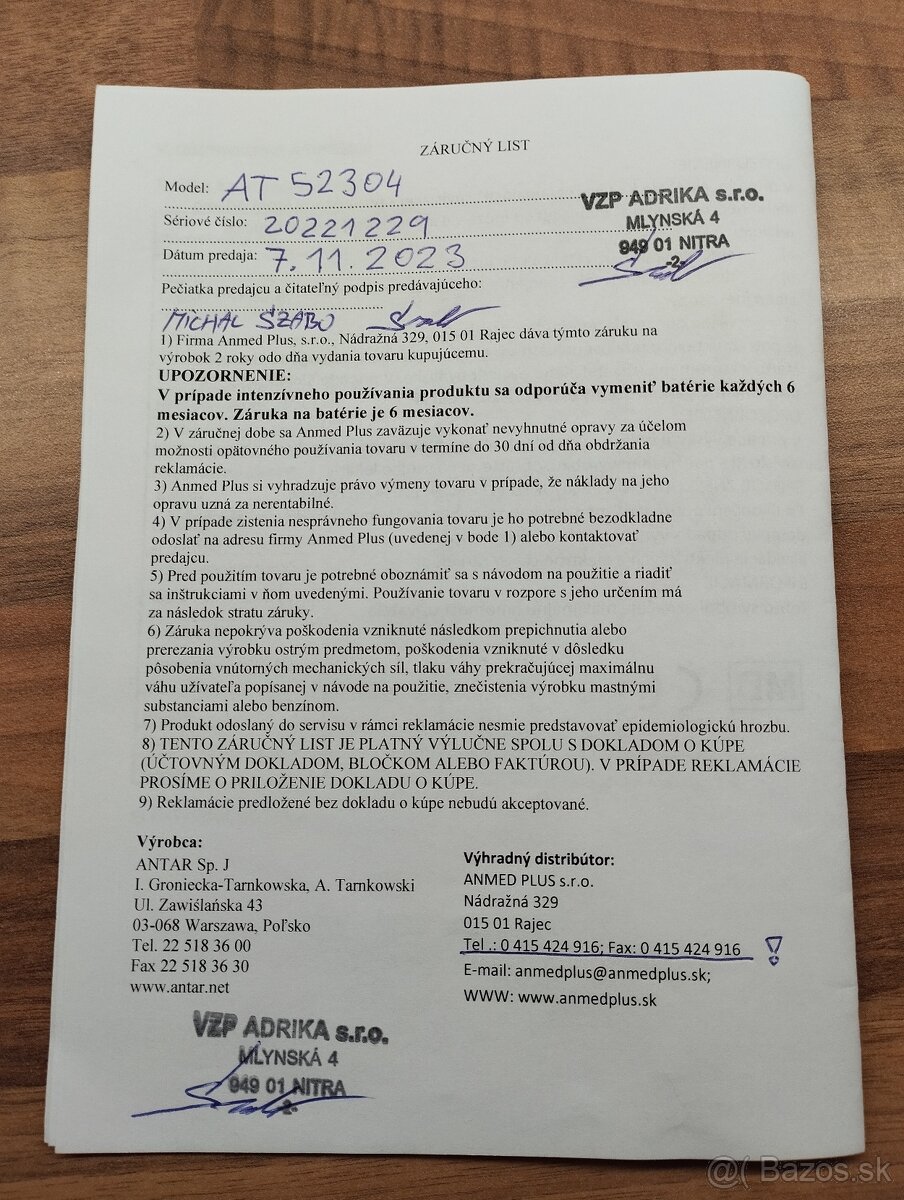 ZÁRUČNÝ LIST
Model: AT 52304
Sériové číslo: 20221229
Dátum predaja: 7.11.2023
VZP ADRIKA s.r.o.
MLYNSKÁ 4
949 01 NITRA
-2-
Pečiatka predajcu a čitateľný podpis predávajúceho:
MICHAL SZABO
1) Firma Anmed Plus, s.r.o., Nádražná 329, 015 01 Rajec dáva týmto záruku na
výrobok 2 roky odo dňa vydania tovaru kupujúcemu.
UPOZORNENIE:
V prípade intenzívneho používania produktu sa odporúča vymeniť batérie každých 6
mesiacov. Záruka na batérie je 6 mesiacov.
2) V záručnej dobe sa Anmed Plus zaväzuje vykonať nevyhnutné opravy za účelom
možnosti opätovného používania tovaru v termíne do 30 dní od dňa obdržania
reklamácie.
3) Anmed Plus si vyhradzuje právo výmeny tovaru v prípade, že náklady na jeho
opravu uzná za nerentabilné.
4) V prípade zistenia nesprávneho fungovania tovaru je ho potrebné bezodkladne
odoslať na adresu firmy Anmed Plus (uvedenej v bode 1) alebo kontaktovať
predajcu.
5) Pred použitím tovaru je potrebné oboznámiť sa s návodom na použitie a riadiť
sa inštrukciami v ňom uvedenými. Používanie tovaru v rozpore s jeho určením má
za následok stratu záruky.
6) Záruka nepokrýva poškodenia vzniknuté následkom prepichnutia alebo
prerezania výrobku ostrým predmetom, poškodenia vzniknuté v dôsledku
pôsobenia vnútorných mechanických síl, tlaku váhy prekračujúcej maximálnu
váhu užívateľa popísanej v návode na použitie, znečistenia výrobku mastnými
substanciami alebo benzínom.
7) Produkt odoslaný do servisu v rámci reklamácie nesmie predstavovať epidemiologickú hrozbu.
8) TENTO ZÁRUČNÝ LIST JE PLATNÝ VÝLUČNE SPOLU S DOKLADOM O KÚPE
(ÚČTOVNÝM DOKLADOM, BLOČKOM ALEBO FAKTÚROU). V PRÍPADE REKLAMÁCIE
PROSÍME O PRILOŽENIE DOKLADU O KÚPE.
9) Reklamácie predložené bez dokladu o kúpe nebudú akceptované.
Výrobca:
ANTAR Sp. J
I. Groniecka-Tarnkowska, A. Tarnkowski
Ul. Zawiślańska 43
03-068 Warszawa, Poľsko
Tel. 22 518 36 00
Fax 22 518 36 30
www.antar.net
Výhradný distribútor:
ANMED PLUS s.r.o.
Nádražná 329
015 01 Rajec
Tel .: 0 415 424 916; Fax: 0 415 424 916 !
E-mail: anmedplus@anmedplus.sk;
WWW: www.anmedplus.sk
VZP ADRIKA s.r.o.
MLYNSKÁ 4
949 01 NITRA
-2-
@( Bazos.sk